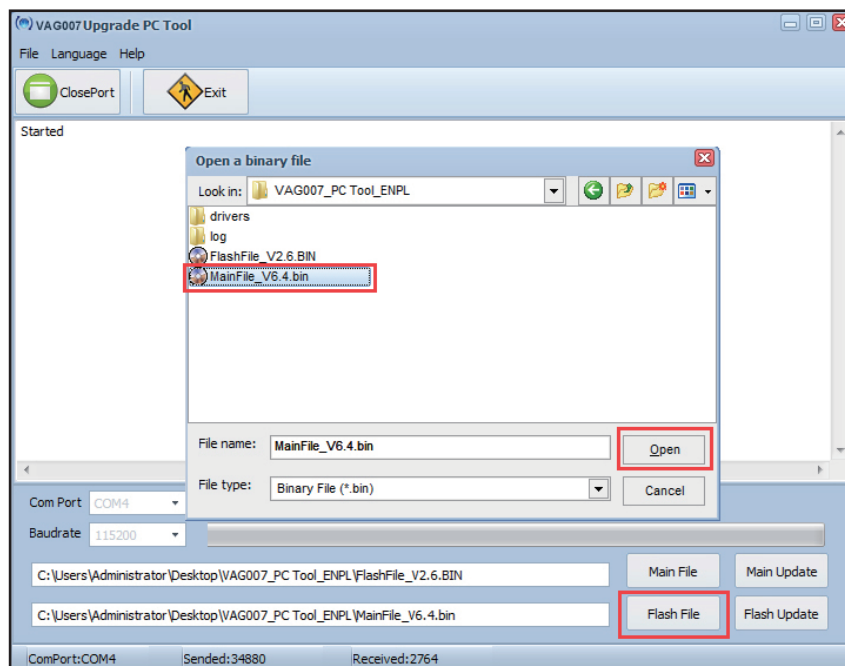 VAG007 Upgrade PC Tool
File Language Help
ClosePort Exit
Started
Open a binary file
Look in: VAG007_PC Tool_ENPL
drivers
log
FlashFile_V2.6.BIN
MainFile_V6.4.bin
File name: MainFile_V6.4.bin Open
File type: Binary File (*.bin) Cancel
Com Port COM4
Baudrate 115200
C:\Users\Administrator\Desktop\VAG007_PC Tool_ENPL\FlashFile_V2.6.BIN Main File Main Update
C:\Users\Administrator\Desktop\VAG007_PC Tool_ENPL\MainFile_V6.4.bin Flash File Flash Update
ComPort:COM4 Sended:34880 Received:2764